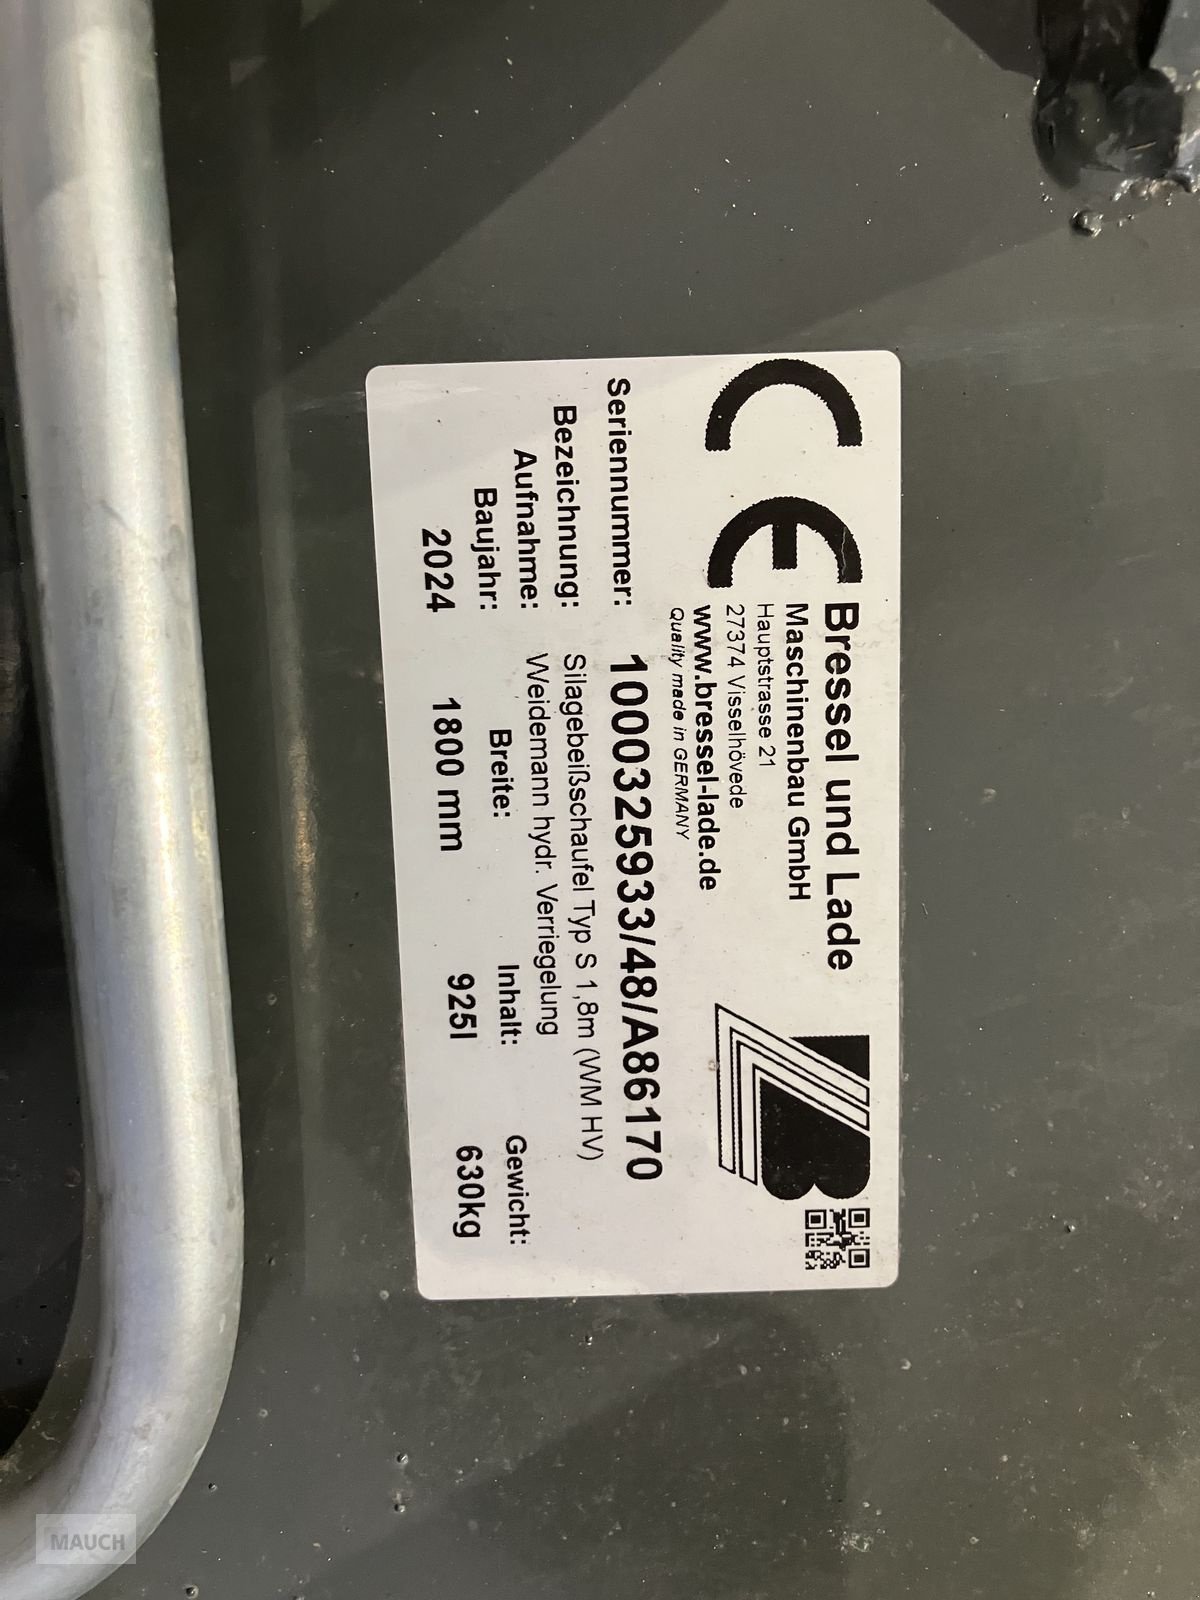 CE
Bressel und Lade
Maschinenbau GmbH
Hauptstrasse 21
27374 Visselhövede
www.bressel-lade.de
Quality made in GERMANY
LB
Seriennummer: 1000325933/48/A86170
Bezeichnung: Silagebeißschaufel Typ S 1,8m (WM HV)
Aufnahme: Weidemann hydr. Verriegelung
Baujahr: Breite: Inhalt: Gewicht:
2024 1800 mm 925l 630kg
MAUCH